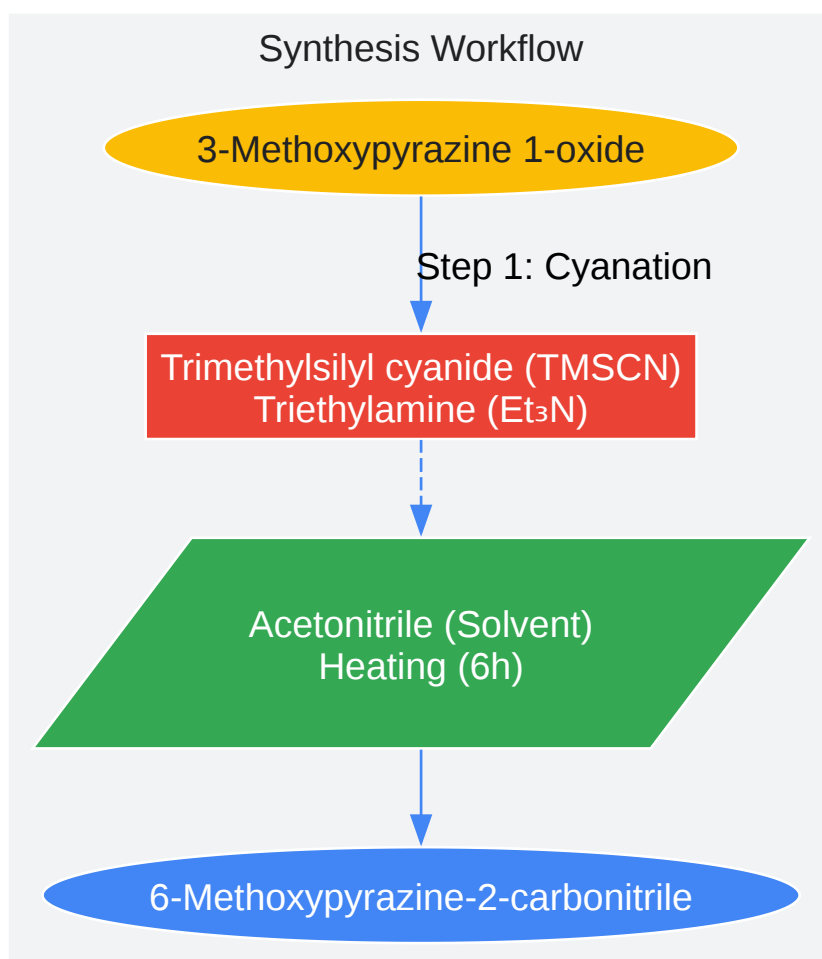 Synthesis Workflow
3-Methoxypyrazine 1-oxide
Step 1: Cyanation
Trimethylsilyl cyanide (TMSCN)
Triethylamine (Et₃N)
Acetonitrile (Solvent)
Heating (6h)
6-Methoxypyrazine-2-carbonitrile